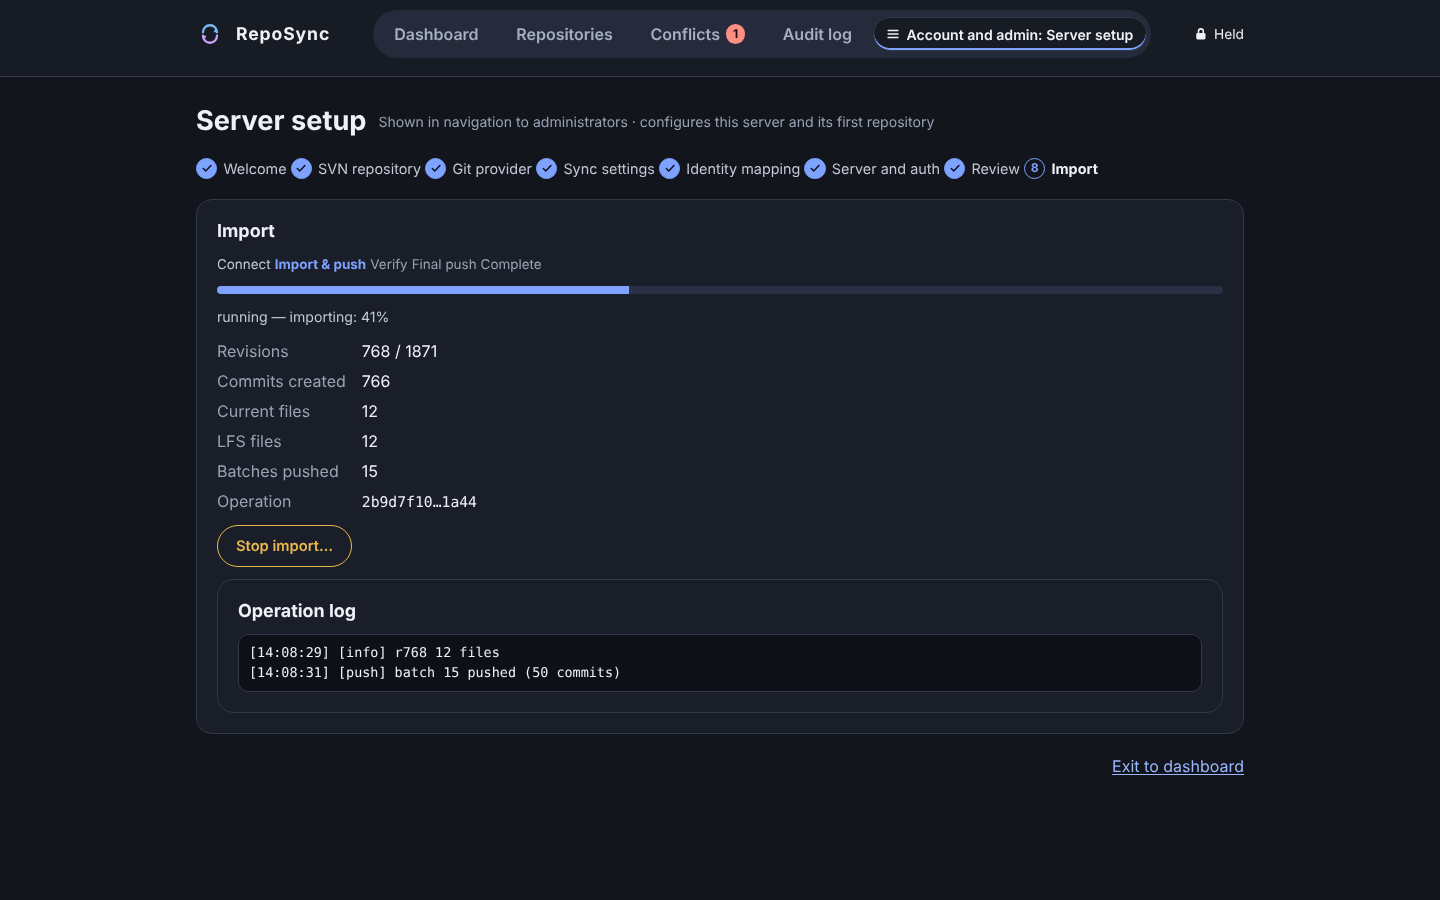 RepoSync
Dashboard
Repositories
Conflicts 1
Audit log
Account and admin: Server setup
Held
Server setup
Shown in navigation to administrators · configures this server and its first repository
Welcome
SVN repository
Git provider
Sync settings
Identity mapping
Server and auth
Review
8 Import
Import
Connect Import & push Verify Final push Complete
running — importing: 41%
Revisions 768 / 1871
Commits created 766
Current files 12
LFS files 12
Batches pushed 15
Operation 2b9d7f10…1a44
Stop import…
Operation log
[14:08:29] [info] r768 12 files
[14:08:31] [push] batch 15 pushed (50 commits)
Exit to dashboard